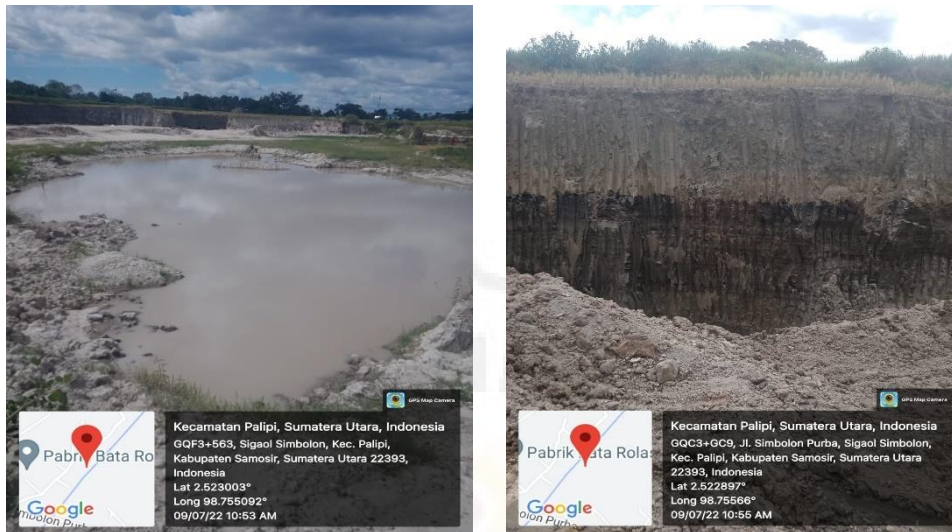 GPS Map Camera
Kecamatan Palipi, Sumatera Utara, Indonesia
GQF3+563, Sigaol Simbolon, Kec. Palipi,
Kabupaten Samosir, Sumatera Utara 22393,
Indonesia
Lat 2.523003°
Long 98.755092°
09/07/22 10:53 AM
Bata Ro
Google
GPS Map Camera
Kecamatan Palipi, Sumatera Utara, Indonesia
GQC3+GC9, Jl. Simbolon Purba, Sigaol Simbolon,
Kec. Palipi, Kabupaten Samosir, Sumatera Utara
22393, Indonesia
Lat 2.522897°
Long 98.75566°
09/07/22 10:55 AM
Pabrik
Google